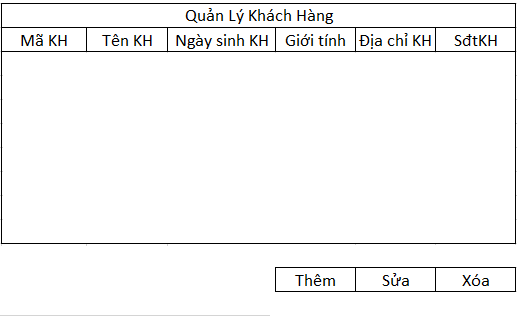 Quản Lý Khách Hàng
Mã KH Tên KH Ngày sinh KH Giới tính Địa chỉ KH SđtKH
Thêm Sửa Xóa